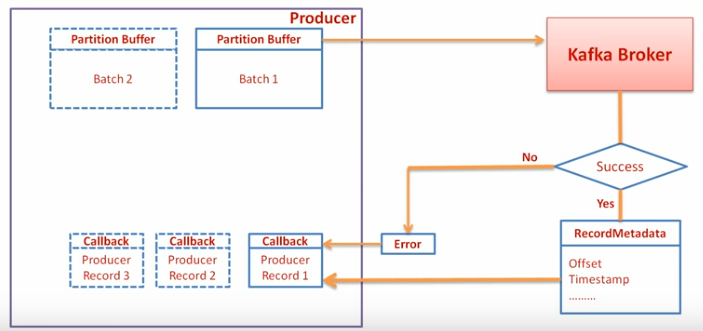 Producer
Partition Buffer
Batch 2
Partition Buffer
Batch 1
Kafka Broker
Success
No
Yes
Error
RecordMetadata
Offset
Timestamp
.........
Callback
Producer
Record 3
Callback
Producer
Record 2
Callback
Producer
Record 1